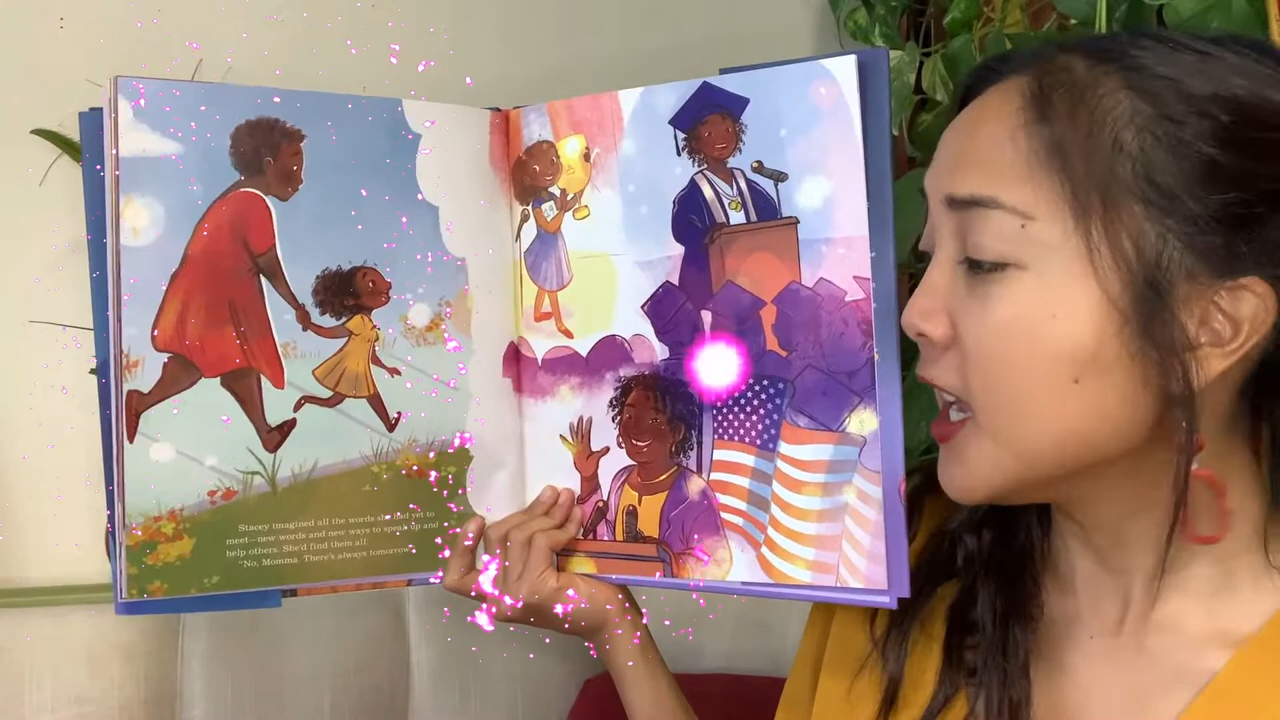 Stacey imagined all the words she had yet to
meet—new words and new ways to speak up and
help others. She'd find them all.
"No, Momma. There's always tomorrow."